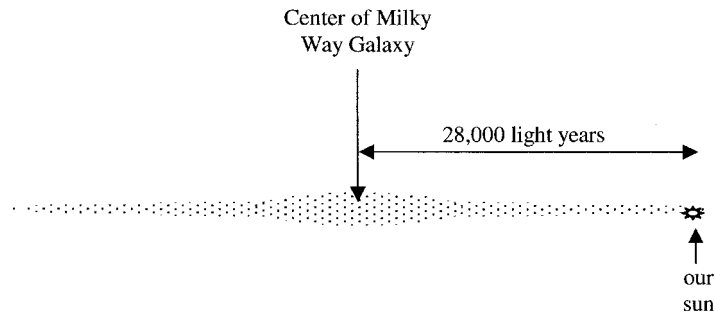 Center of Milky
Way Galaxy
28,000 light years
our
sun